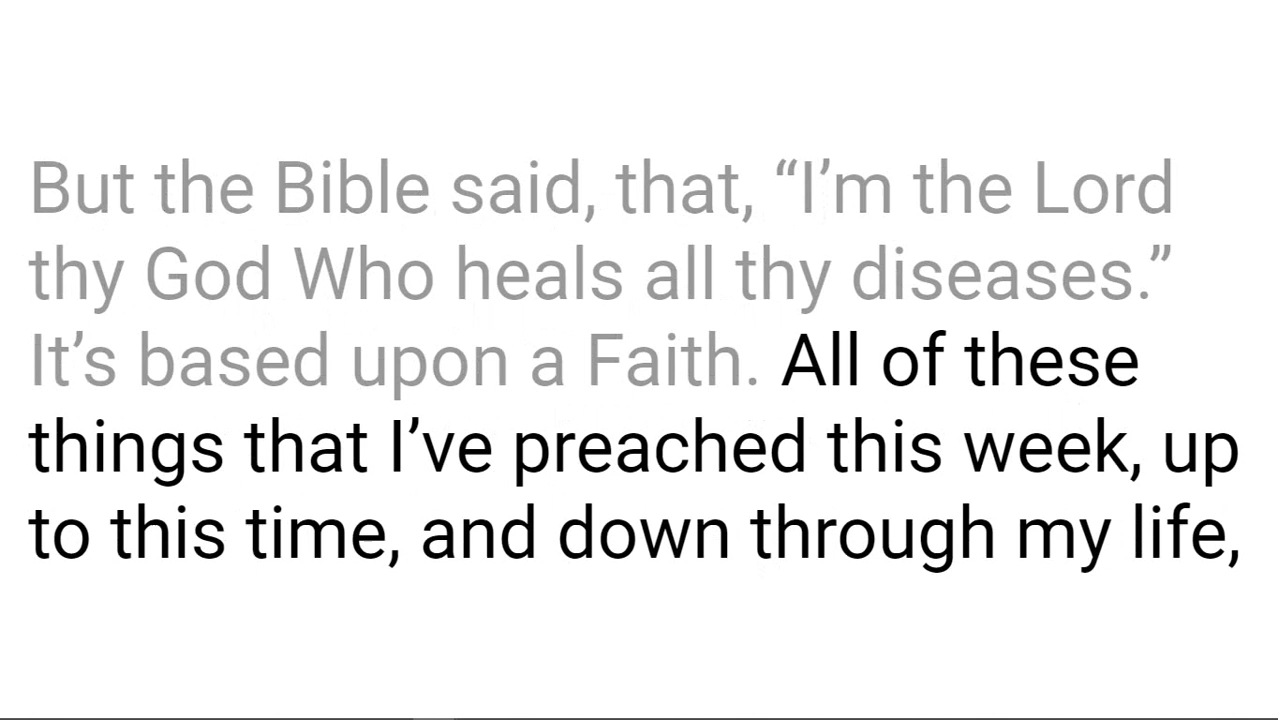 But the Bible said, that, “I’m the Lord
thy God Who heals all thy diseases.”
It’s based upon a Faith. All of these
things that I’ve preached this week, up
to this time, and down through my life,